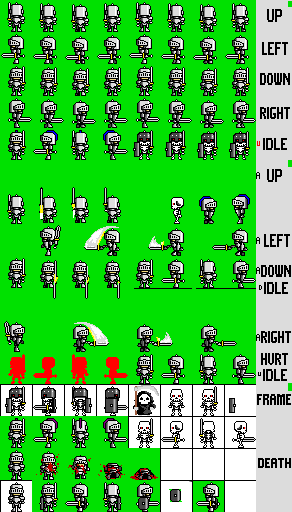 UP
LEFT
DOWN
RIGHT
U IDLE
A UP
A LEFT
A DOWN
D IDLE
A RIGHT
HURT
U IDLE
FRAME
DEATH